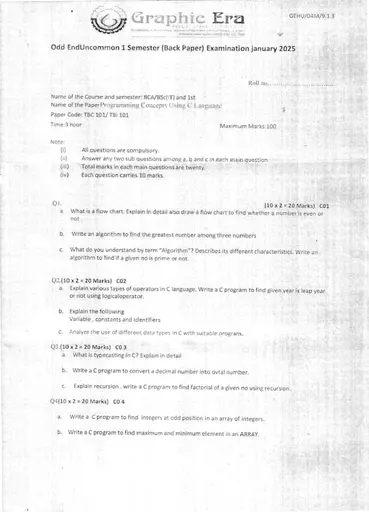 Graphic Era
GEHU/04M/9.1.3
Odd EndUncommon 1 Semester (Back Paper) Examination january 2025
Roll no.
Name of the Course and semester: BCA/BSc(IT) and 1st
Name of the Paper Programming Concepts Using C Language
Paper Code: TBC 101/ TBI 101
Time:3 hour Maximum Marks:100
Note:
(i) All questions are compulsory.
(ii) Answer any two sub questions among a, b and c in each main question
(iii) Total marks in each main questions are twenty.
(iv) Each question carries 10 marks.
Q1. (10 x 2 = 20 Marks) C01
a. What is a flow chart. Explain in detail also draw a flow chart to find whether a number is even or
not
b. Write an algorithm to find the greatest number among three numbers
c. What do you understand by term "Algorithm"? Describes its different characteristics. Write an
algorithm to find if a given no is prime or not.
Q2.(10 x 2 = 20 Marks) C02
a. Explain various types of operators in C language. Write a C program to find given year is leap year
or not using logicaloperator.
b. Explain the following
Variable , constants and identifiers
c. Analyze the use of different data types in C with suitable program.
Q3.(10 x 2 = 20 Marks) C0 3
a. What is typecasting in C? Explain in detail
b. Write a C program to convert a decimal number into octal number.
c. Explain recursion . write a C program to find factorial of a given no using recursion.
Q4(10 x 2 = 20 Marks) C0 4
a. Write a C program to find integers at odd position in an array of integers.
b. Write a C program to find maximum and minimum element in an ARRAY.